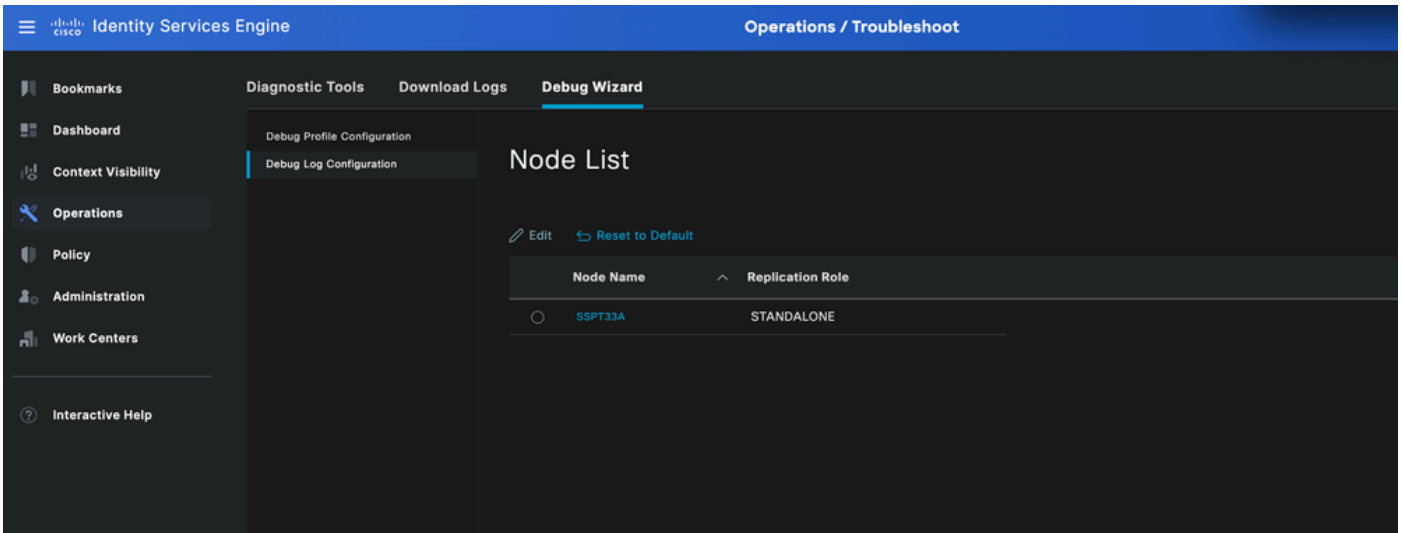 cisco Identity Services Engine
Operations / Troubleshoot
Bookmarks
Dashboard
Context Visibility
Operations
Policy
Administration
Work Centers
Interactive Help
Diagnostic Tools Download Logs Debug Wizard
Debug Profile Configuration
Debug Log Configuration
Node List
Edit Reset to Default
Node Name Replication Role
SSPT33A STANDALONE